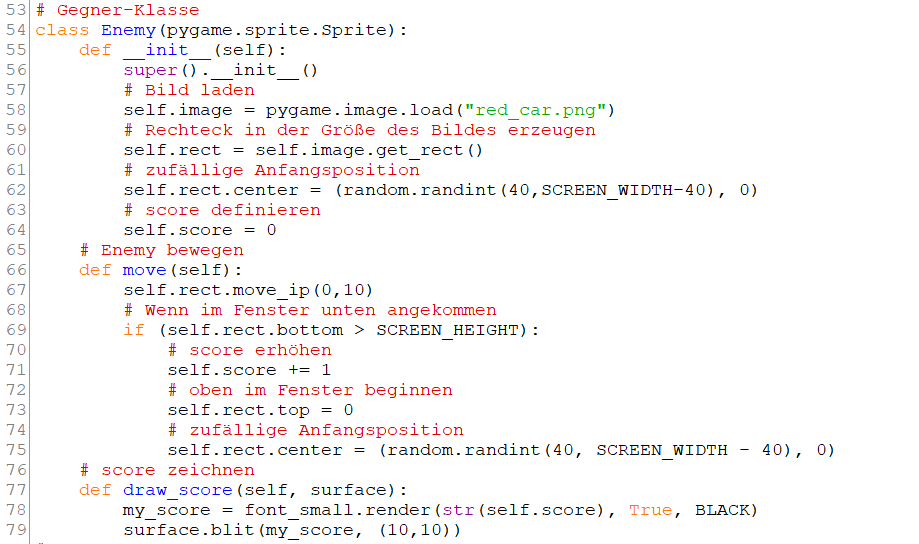 53 # Gegner-Klasse
54 class Enemy(pygame.sprite.Sprite):
55     def __init__(self):
56         super().__init__()
57         # Bild laden
58         self.image = pygame.image.load("red_car.png")
59         # Rechteck in der Größe des Bildes erzeugen
60         self.rect = self.image.get_rect()
61         # zufällige Anfangsposition
62         self.rect.center = (random.randint(40,SCREEN_WIDTH-40), 0)
63         # score definieren
64         self.score = 0
65     # Enemy bewegen
66     def move(self):
67         self.rect.move_ip(0,10)
68         # Wenn im Fenster unten angekommen
69         if (self.rect.bottom > SCREEN_HEIGHT):
70             # score erhöhen
71             self.score += 1
72             # oben im Fenster beginnen
73             self.rect.top = 0
74             # zufällige Anfangsposition
75             self.rect.center = (random.randint(40, SCREEN_WIDTH - 40), 0)
76     # score zeichnen
77     def draw_score(self, surface):
78         my_score = font_small.render(str(self.score), True, BLACK)
79         surface.blit(my_score, (10,10))